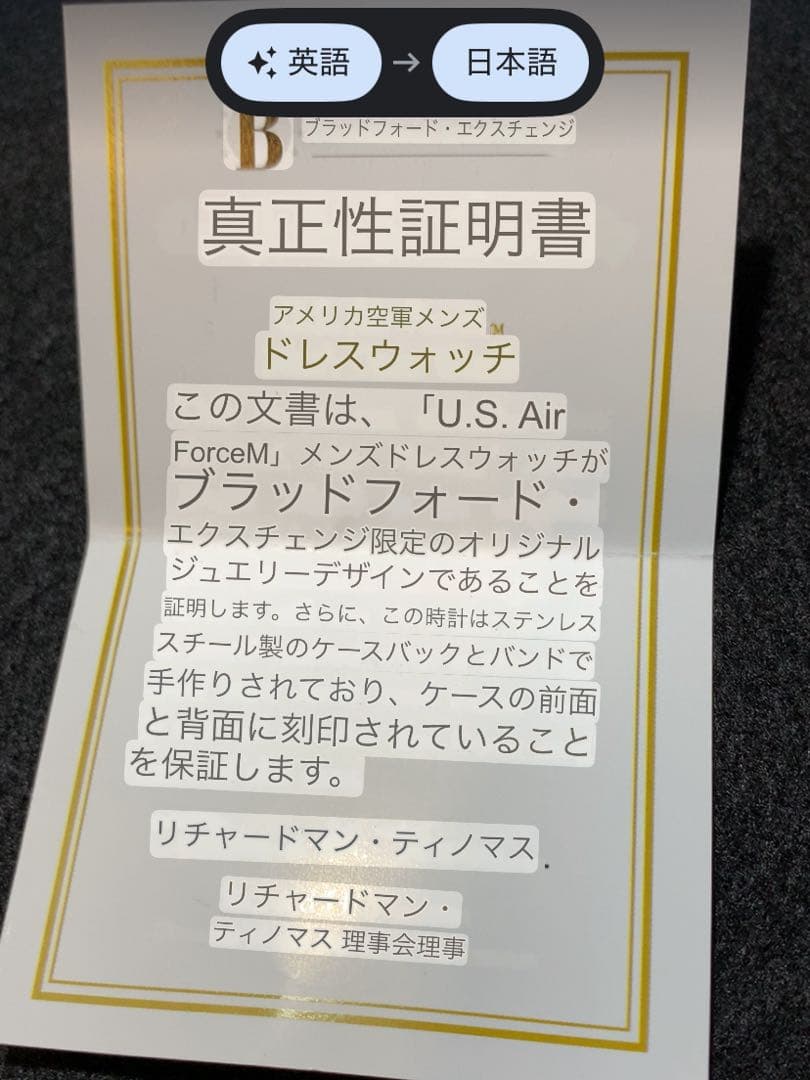 英語 → 日本語
B
ブラッドフォード・エクスチェンジ
真正性証明書
アメリカ空軍メンズ
™
ドレスウォッチ
この文書は、「U.S. Air
ForceM」メンズドレスウォッチが
ブラッドフォード・
エクスチェンジ限定のオリジナル
ジュエリーデザインであることを
証明します。さらに、この時計はステンレス
スチール製のケースバックとバンドで
手作りされており、ケースの前面
と背面に刻印されていること
を保証します。
リチャードマン・ティノマス
リチャードマン・
ティノマス 理事会理事